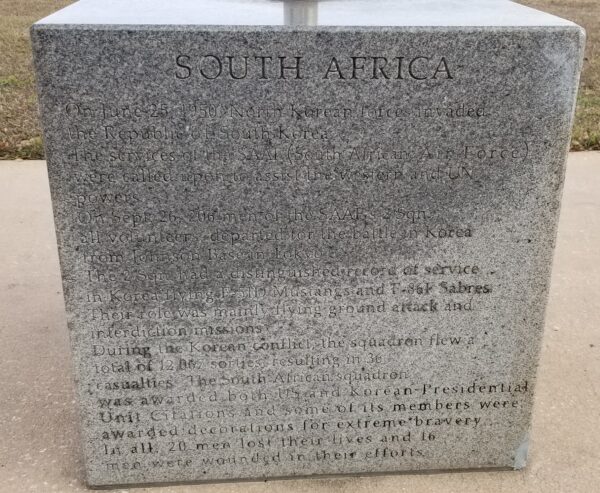 SOUTH AFRICA
On June 25, 1950, North Korean forces invaded
the Republic of South Korea.
The services of the SAAF (South African Air Force)
were called upon to assist the western and UN
powers.
On Sept. 26, 206 men of the SAAF's 2 Sqn.
all volunteers, departed for the battle in Korea
from Johnson Base in Tokyo.
The 2 Sqn. had a distinguished record of service
in Korea flying F-51D Mustangs and F-86F Sabres.
Their role was mainly flying ground attack and
interdiction missions.
During the Korean conflict, the squadron flew a
total of sorties, resulting in 36
casualties. The South African squadron
was awarded both US and Korean Presidential
Unit Citations and some of its members were
awarded decorations for extreme bravery.
In all, 20 men lost their lives and 16
men were wounded in their efforts.